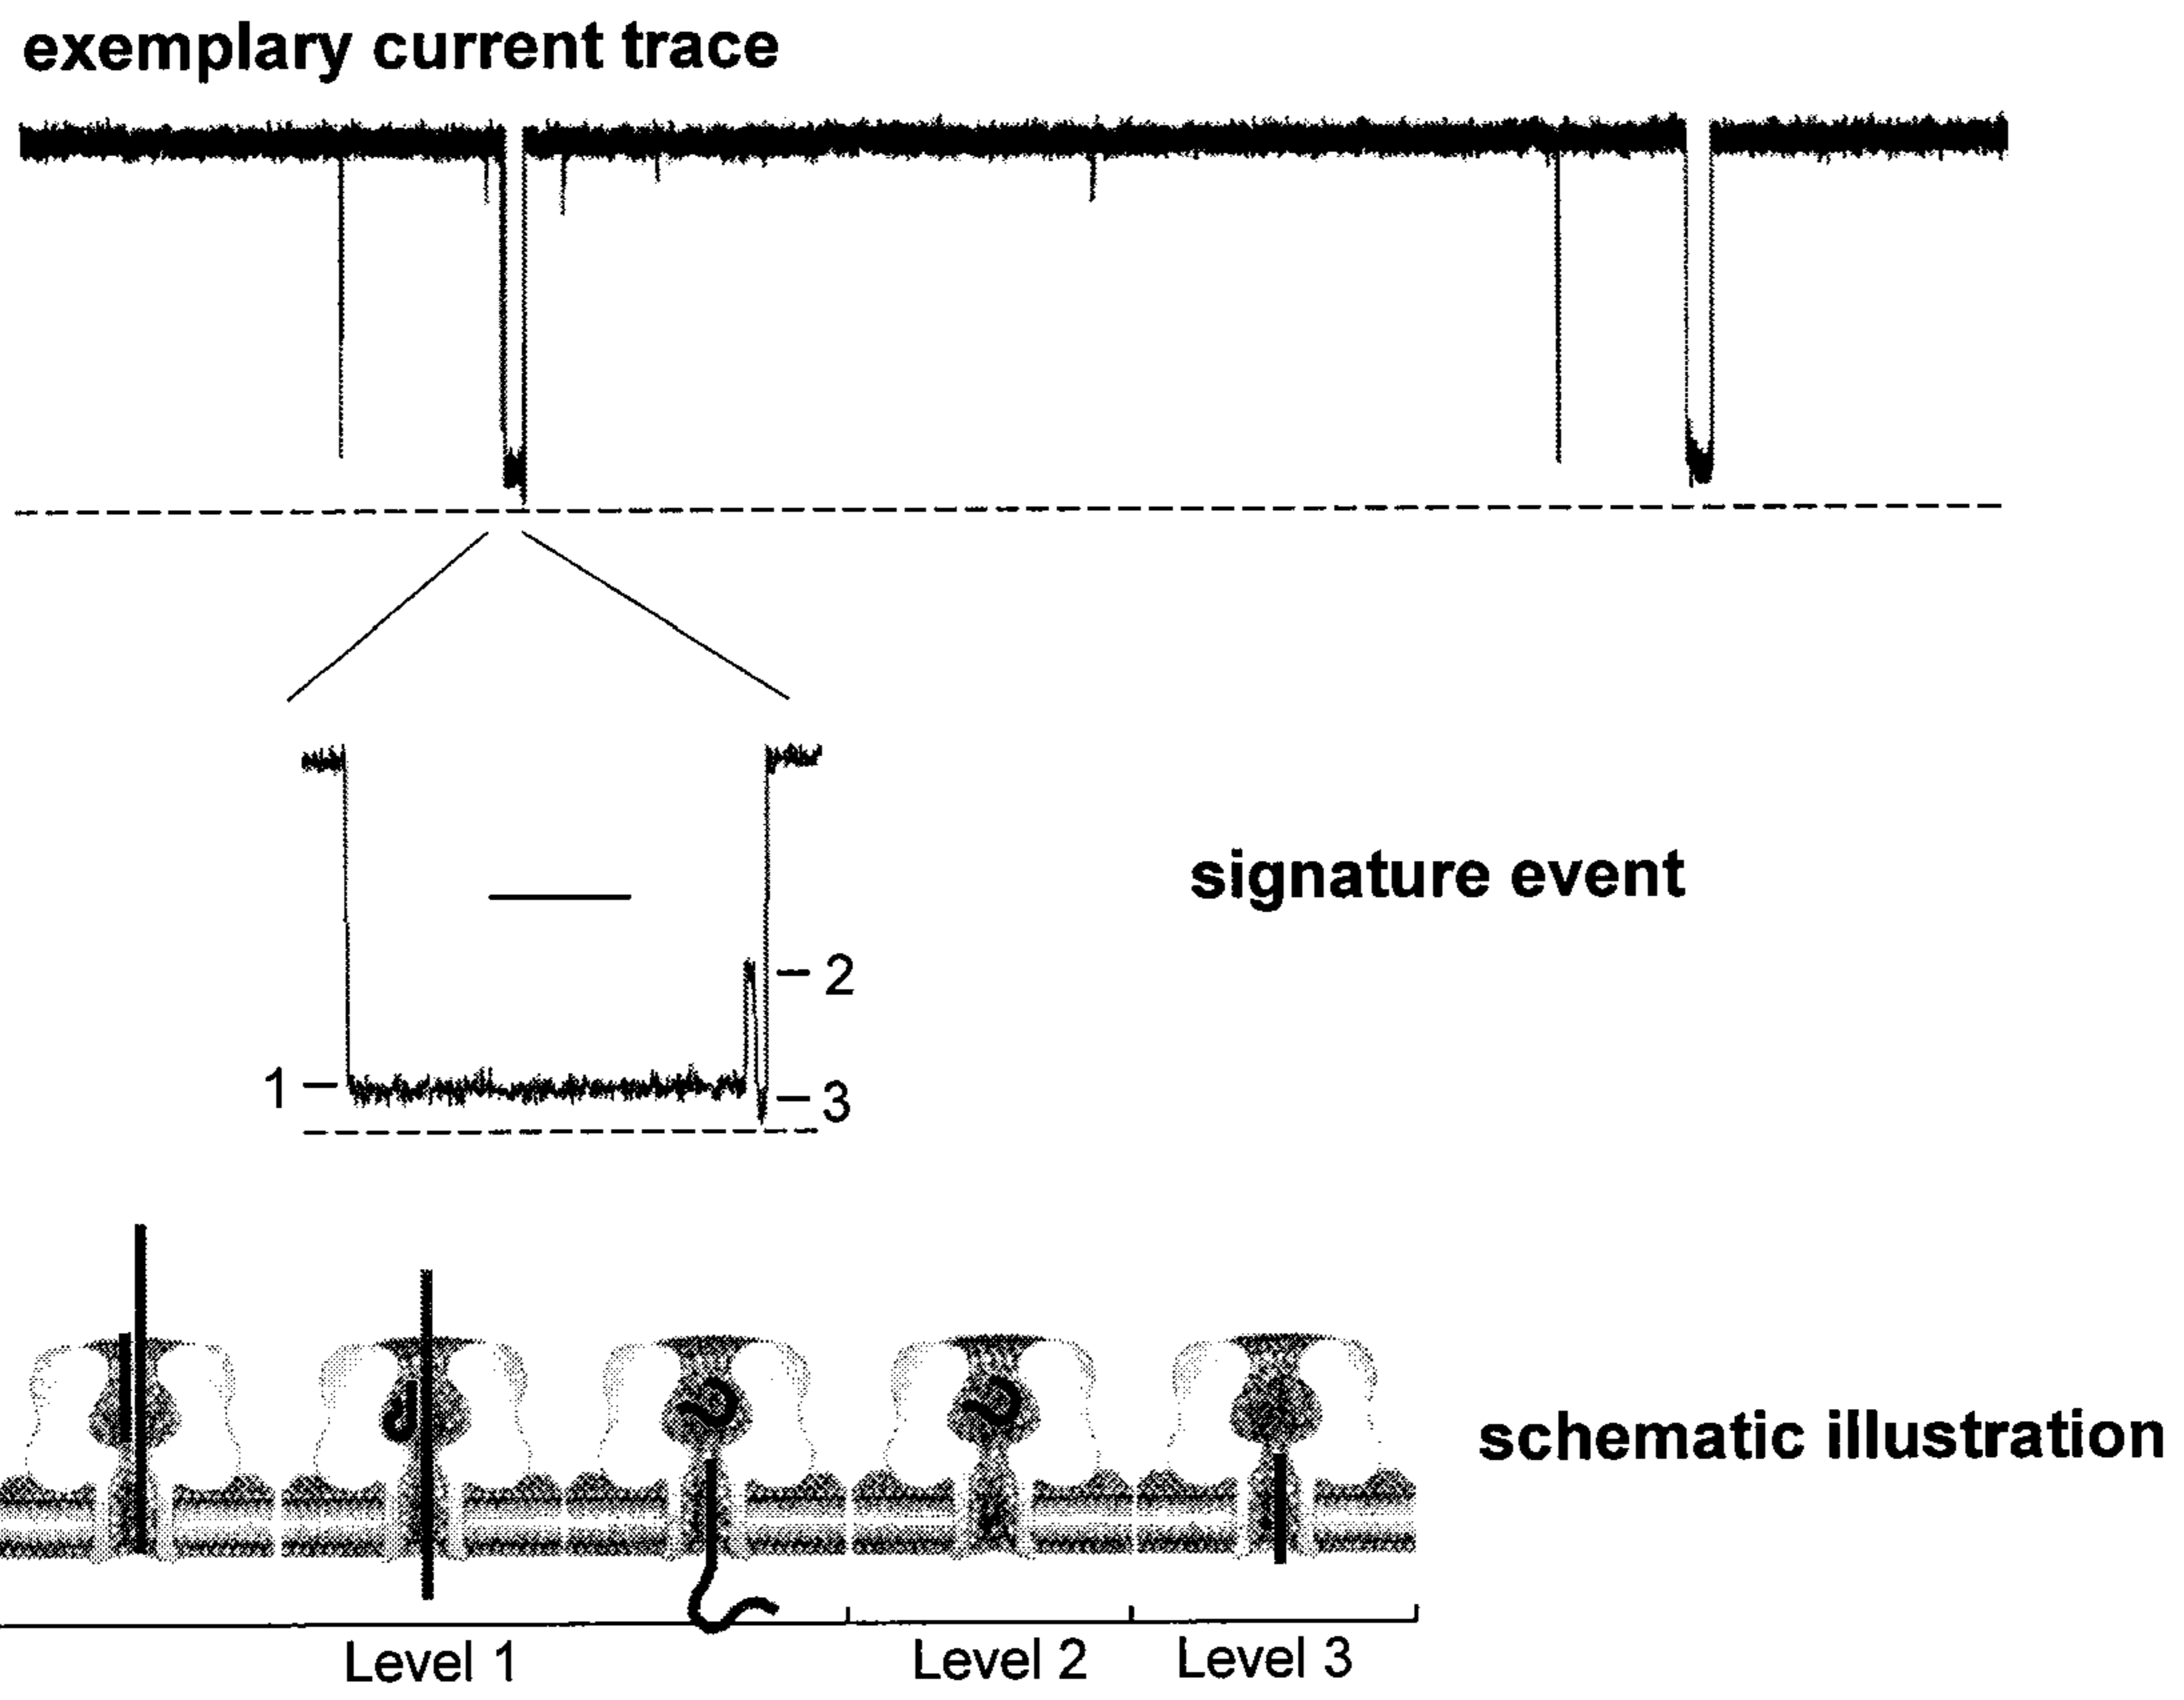 exemplary current trace
signature event
2
1
3
schematic illustration
Level 1 Level 2 Level 3